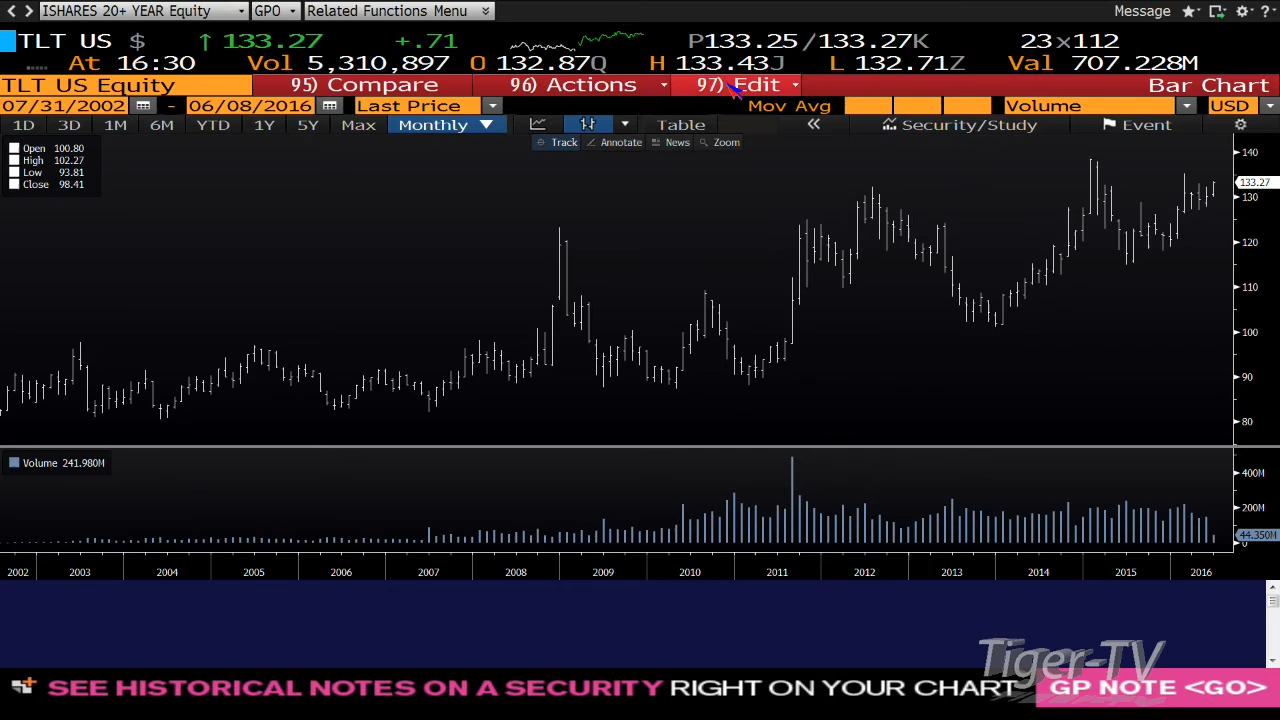 ISHARES 20+ YEAR Equity GPO Related Functions Menu Message ?
TLT US $ ↑ 133.27 +.71 P133.25/133.27K 23x112
At 16:30 Vol 5,310,897 O 132.87Q H 133.43J L 132.71Z Val 707.228M
TLT US Equity 95) Compare 96) Actions 97) Edit Bar Chart
07/31/2002 - 06/08/2016 Last Price Mov Avg Volume USD
1D 3D 1M 6M YTD 1Y 5Y Max Monthly ▼ Table « Security/Study Event
Track Annotate News Zoom
Open 100.80
High 102.27
Low 93.81
Close 98.41
140
133.27
130
120
110
100
90
80
Volume 241.980M
400M
200M
44.350M
0
2002 2003 2004 2005 2006 2007 2008 2009 2010 2011 2012 2013 2014 2015 2016
Tiger-TV
SEE HISTORICAL NOTES ON A SECURITY RIGHT ON YOUR CHART GP NOTE <GO>